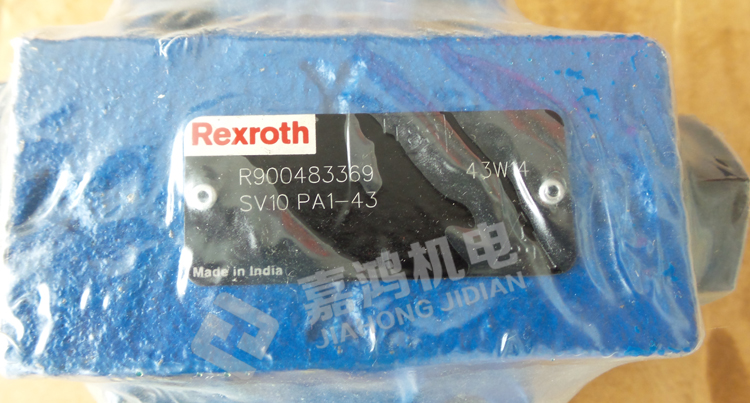 Rexroth
R900483369 43W14
SV10 PA1-43
Made in India
嘉鸿机电
JIAHONG JIDIAN